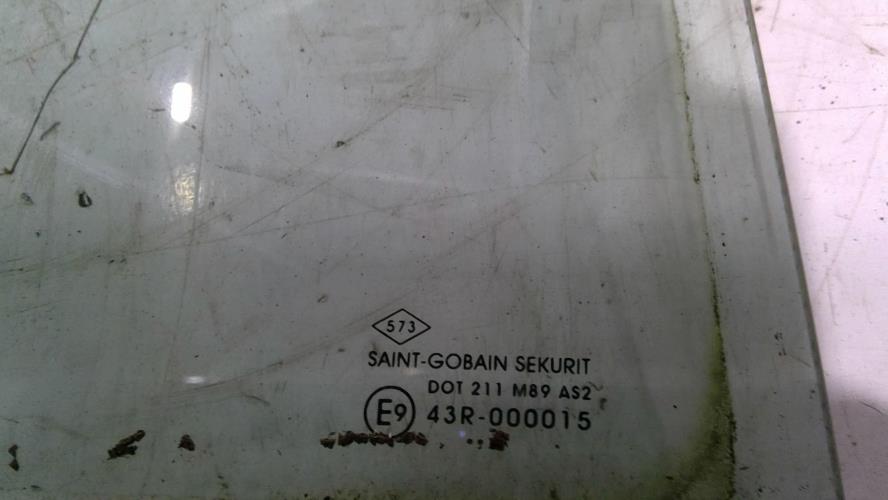 573
SAINT-GOBAIN SEKURIT
DOT 211 M89 AS2
E9 43R-000015